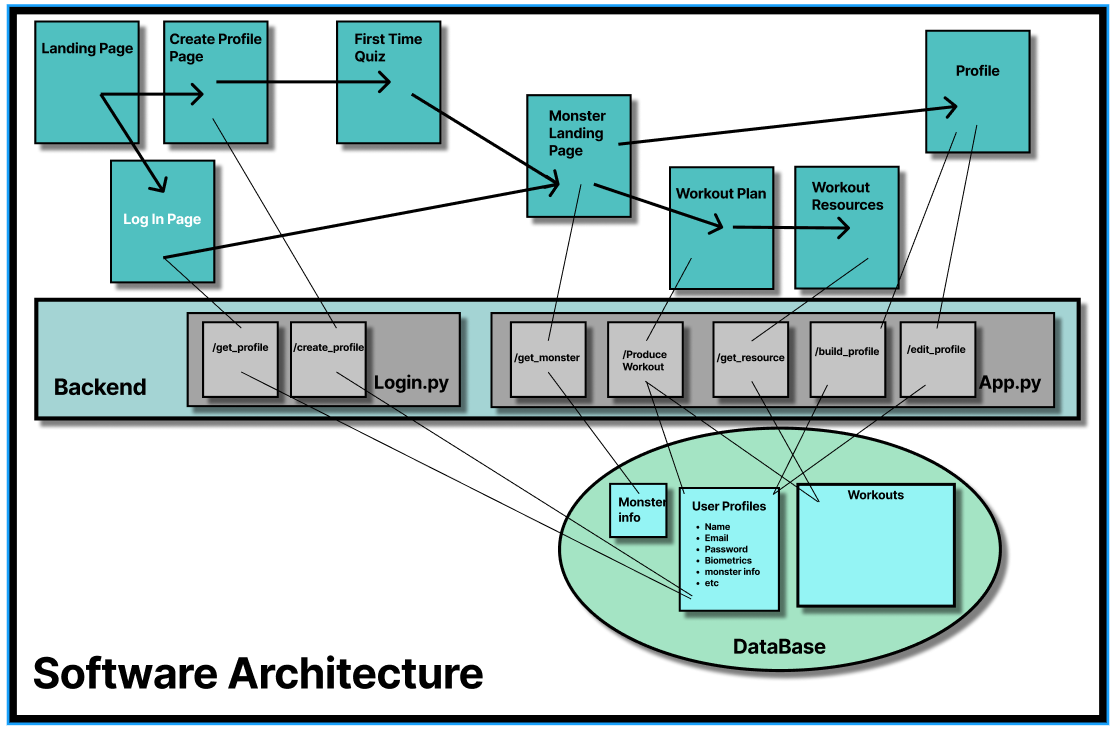 Landing Page
Create Profile
Page
First Time
Quiz
Profile
Monster
Landing
Page
Workout Plan
Workout
Resources
Log In Page
/get_profile
/create_profile
/get_monster
/Produce
Workout
/get_resource
/build_profile
/edit_profile
Backend
Login.py
App.py
Monster
info
User Profiles
• Name
• Email
• Password
• Biometrics
• monster info
• etc
Workouts
DataBase
Software Architecture